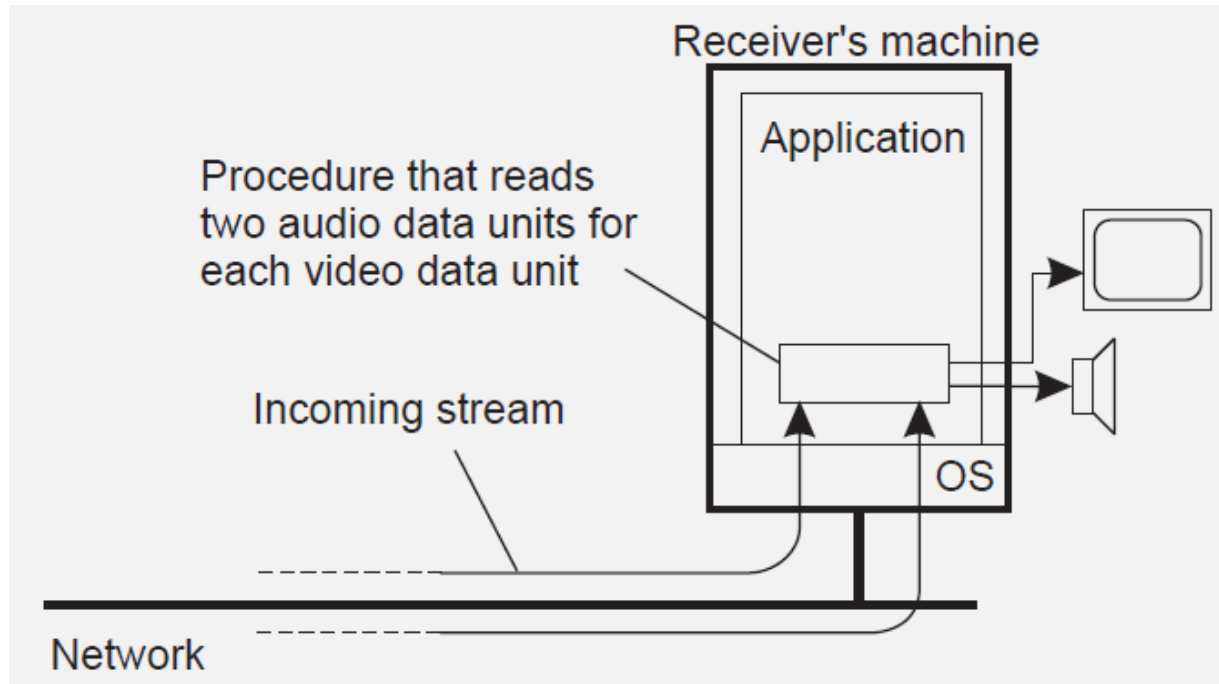 Receiver's machine
Application
Procedure that reads
two audio data units for
each video data unit
Incoming stream
OS
Network